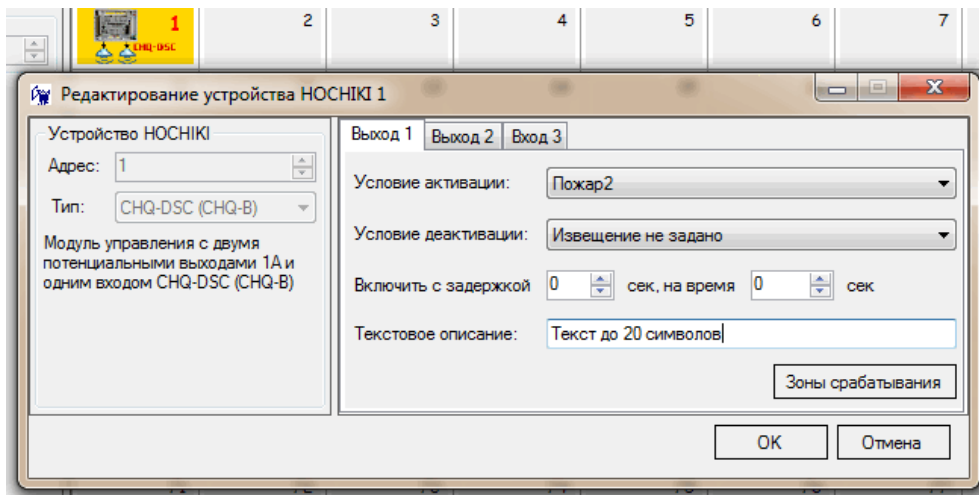 1 2 3 4 5 6 7
CHQ-DSC
Редактирование устройства HOCHIKI 1
Устройство HOCHIKI
Адрес: 1
Тип: CHQ-DSC (CHQ-B)
Модуль управления с двумя
потенциальными выходами 1А и
одним входом CHQ-DSC (CHQ-B)
Выход 1 Выход 2 Вход 3
Условие активации: Пожар2
Условие деактивации: Извещение не задано
Включить с задержкой 0 сек, на время 0 сек
Текстовое описание: Текст до 20 символов
Зоны срабатывания
OK Отмена